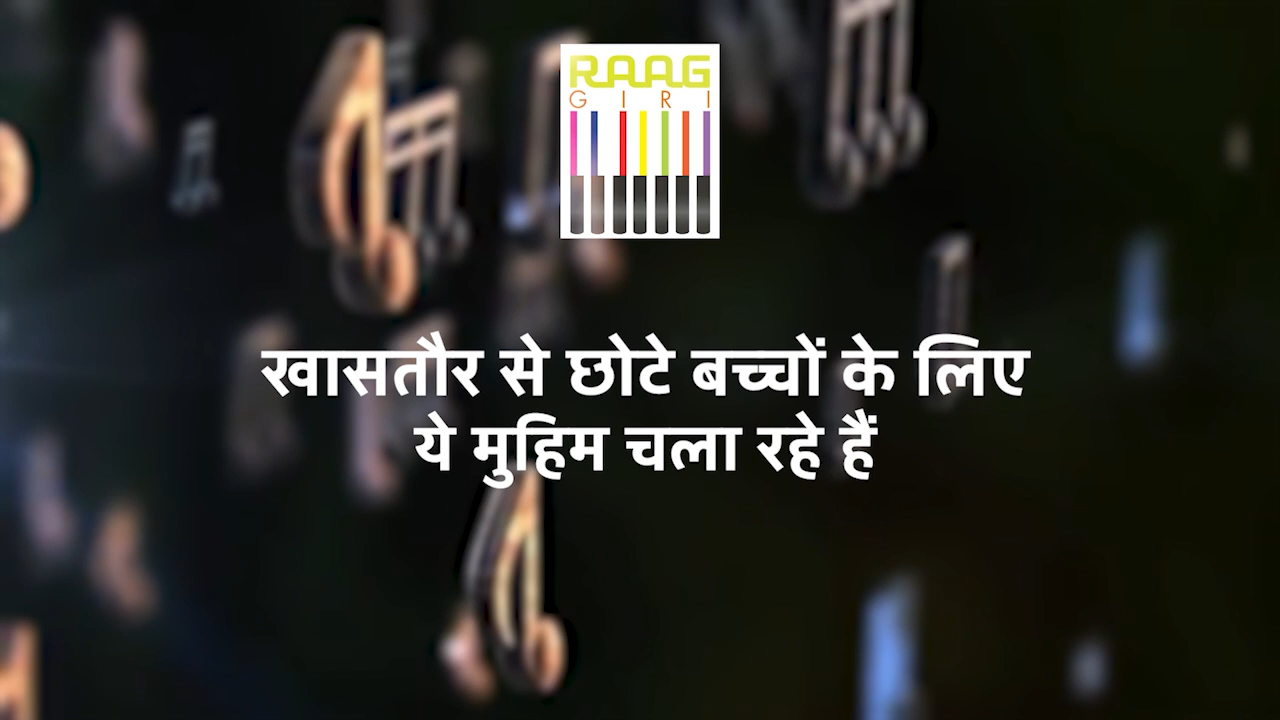 RAAG
GIRI
खासतौर से छोटे बच्चों के लिए
ये मुहिम चला रहे हैं